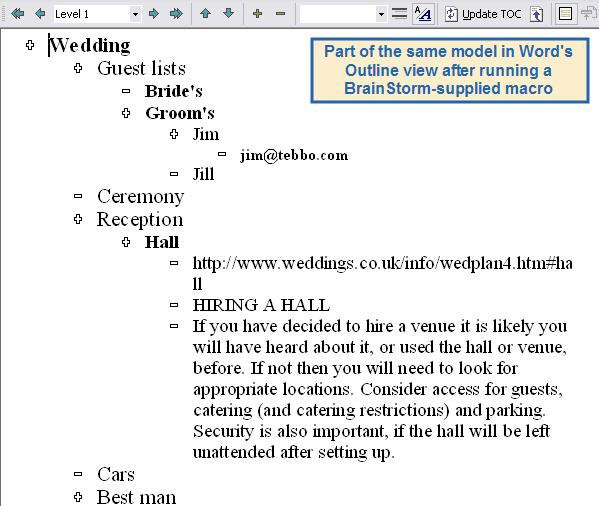 Level 1
Update TOC
Part of the same model in Word's
Outline view after running a
BrainStorm-supplied macro
Wedding
Guest lists
Bride's
Groom's
Jim
jim@tebbo.com
Jill
Ceremony
Reception
Hall
http://www.weddings.co.uk/info/wedplan4.htm#ha
ll
HIRING A HALL
If you have decided to hire a venue it is likely you
will have heard about it, or used the hall or venue,
before. If not then you will need to look for
appropriate locations. Consider access for guests,
catering (and catering restrictions) and parking.
Security is also important, if the hall will be left
unattended after setting up.
Cars
Best man